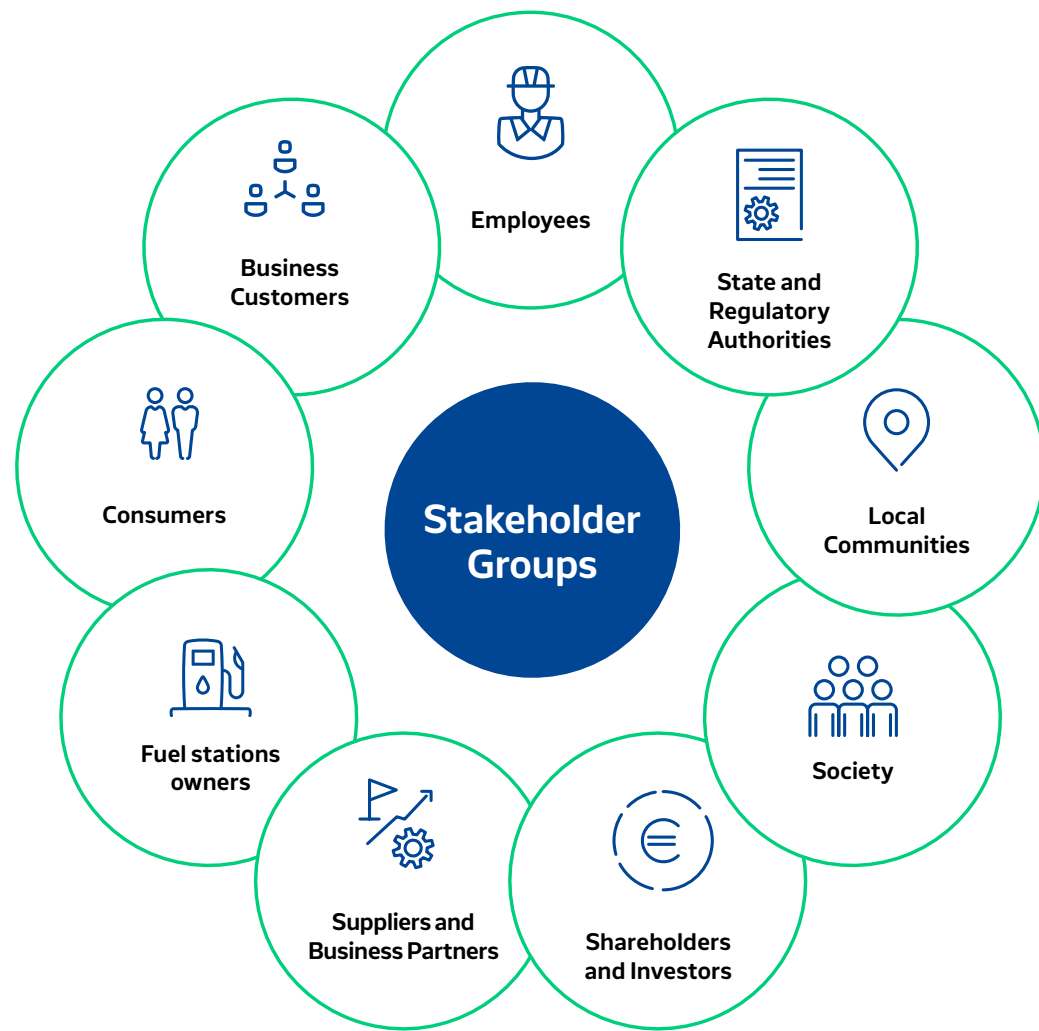 Employees
State and
Regulatory
Authorities
Local
Communities
Society
Shareholders
and Investors
Suppliers and
Business Partners
Fuel stations
owners
Consumers
Business
Customers
Stakeholder
Groups